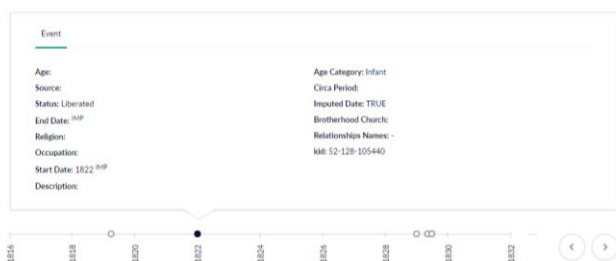 Event
Age:
Source:
Status: Liberated
End Date: IMP
Religion:
Occupation:
Start Date: 1822 IMP
Description:
Age Category: Infant
Circa Period:
Imputed Date: TRUE
Brotherhood Church:
Relationships Names: -
kid: 52-128-105440
1816 1818 1820 1822 1824 1826 1828 1830 1832